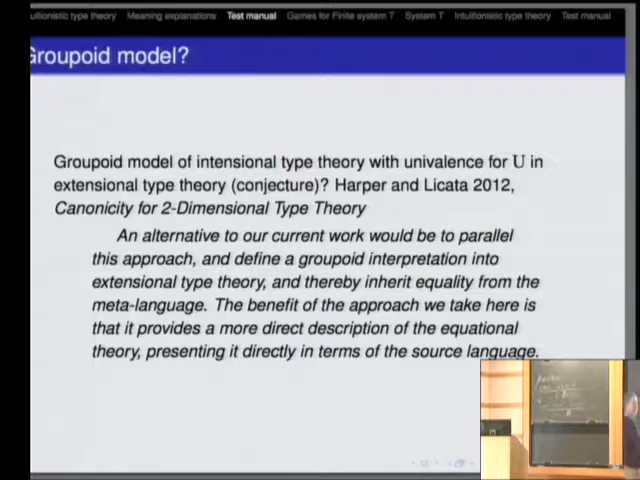 uitionistic type theory Meaning explanations Test manual Games for Finite system T System T Intuitionistic type theory Test manual
Groupoid model?
Groupoid model of intensional type theory with univalence for U in
extensional type theory (conjecture)? Harper and Licata 2012,
Canonicity for 2-Dimensional Type Theory
An alternative to our current work would be to parallel
this approach, and define a groupoid interpretation into
extensional type theory, and thereby inherit equality from the
meta-language. The benefit of the approach we take here is
that it provides a more direct description of the equational
theory, presenting it directly in terms of the source language.